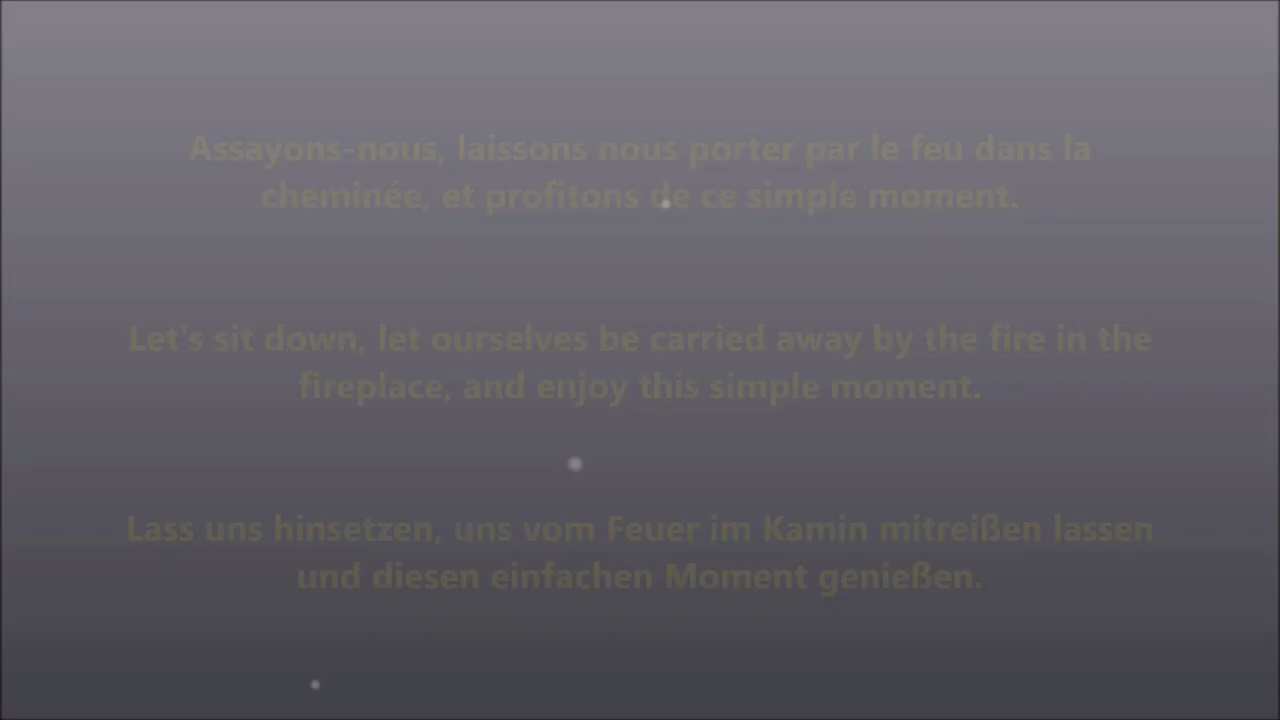 Assayons-nous, laissons nous porter par le feu dans la
cheminée, et profitons de ce simple moment.
Let's sit down, let ourselves be carried away by the fire in the
fireplace, and enjoy this simple moment.
Lass uns hinsetzen, uns vom Feuer im Kamin mitreißen lassen
und diesen einfachen Moment genießen.